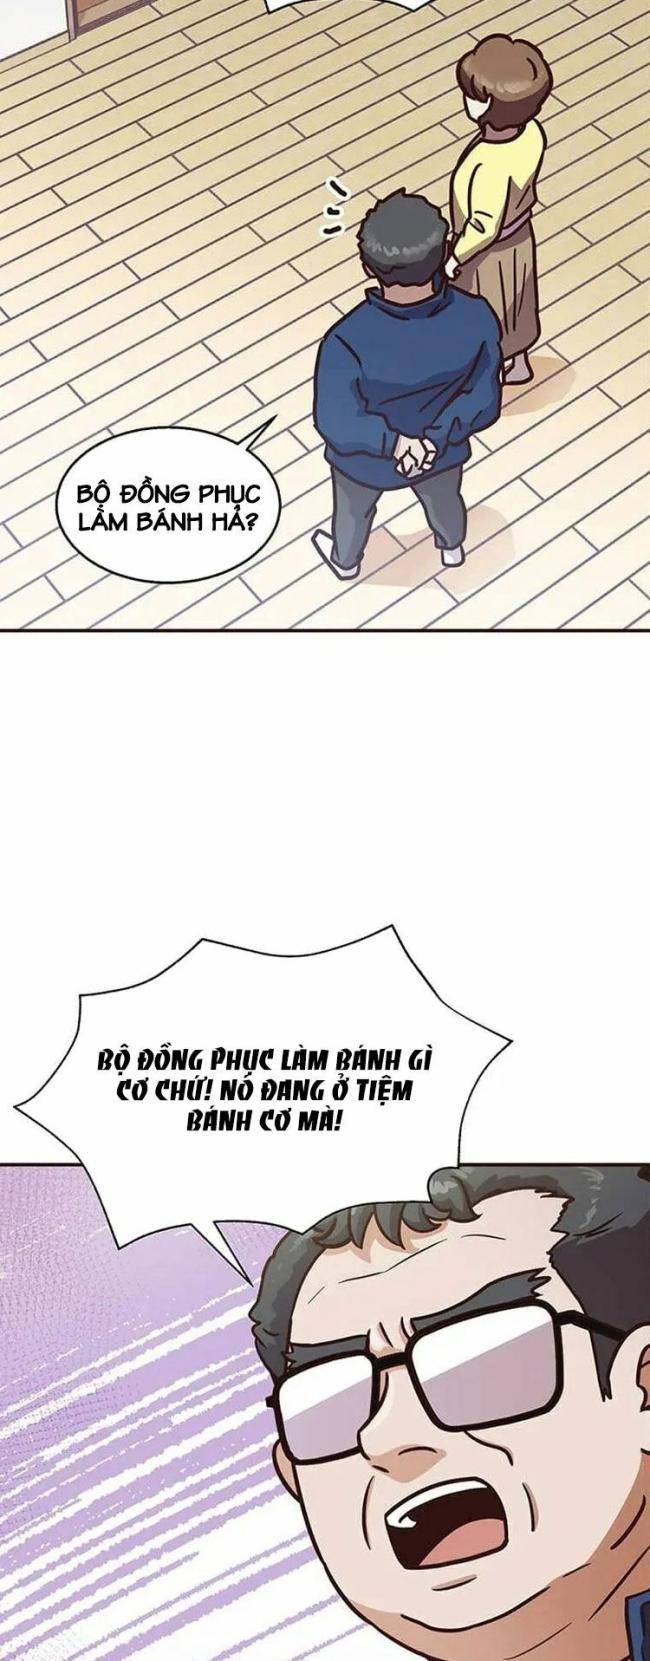 BỘ ĐỒNG PHỤC
LÀM BÁNH HẢ?
BỘ ĐỒNG PHỤC LÀM BÁNH GÌ
CƠ CHỨ! NÓ ĐANG Ở TIỆM
BÁNH CƠ MÀ!